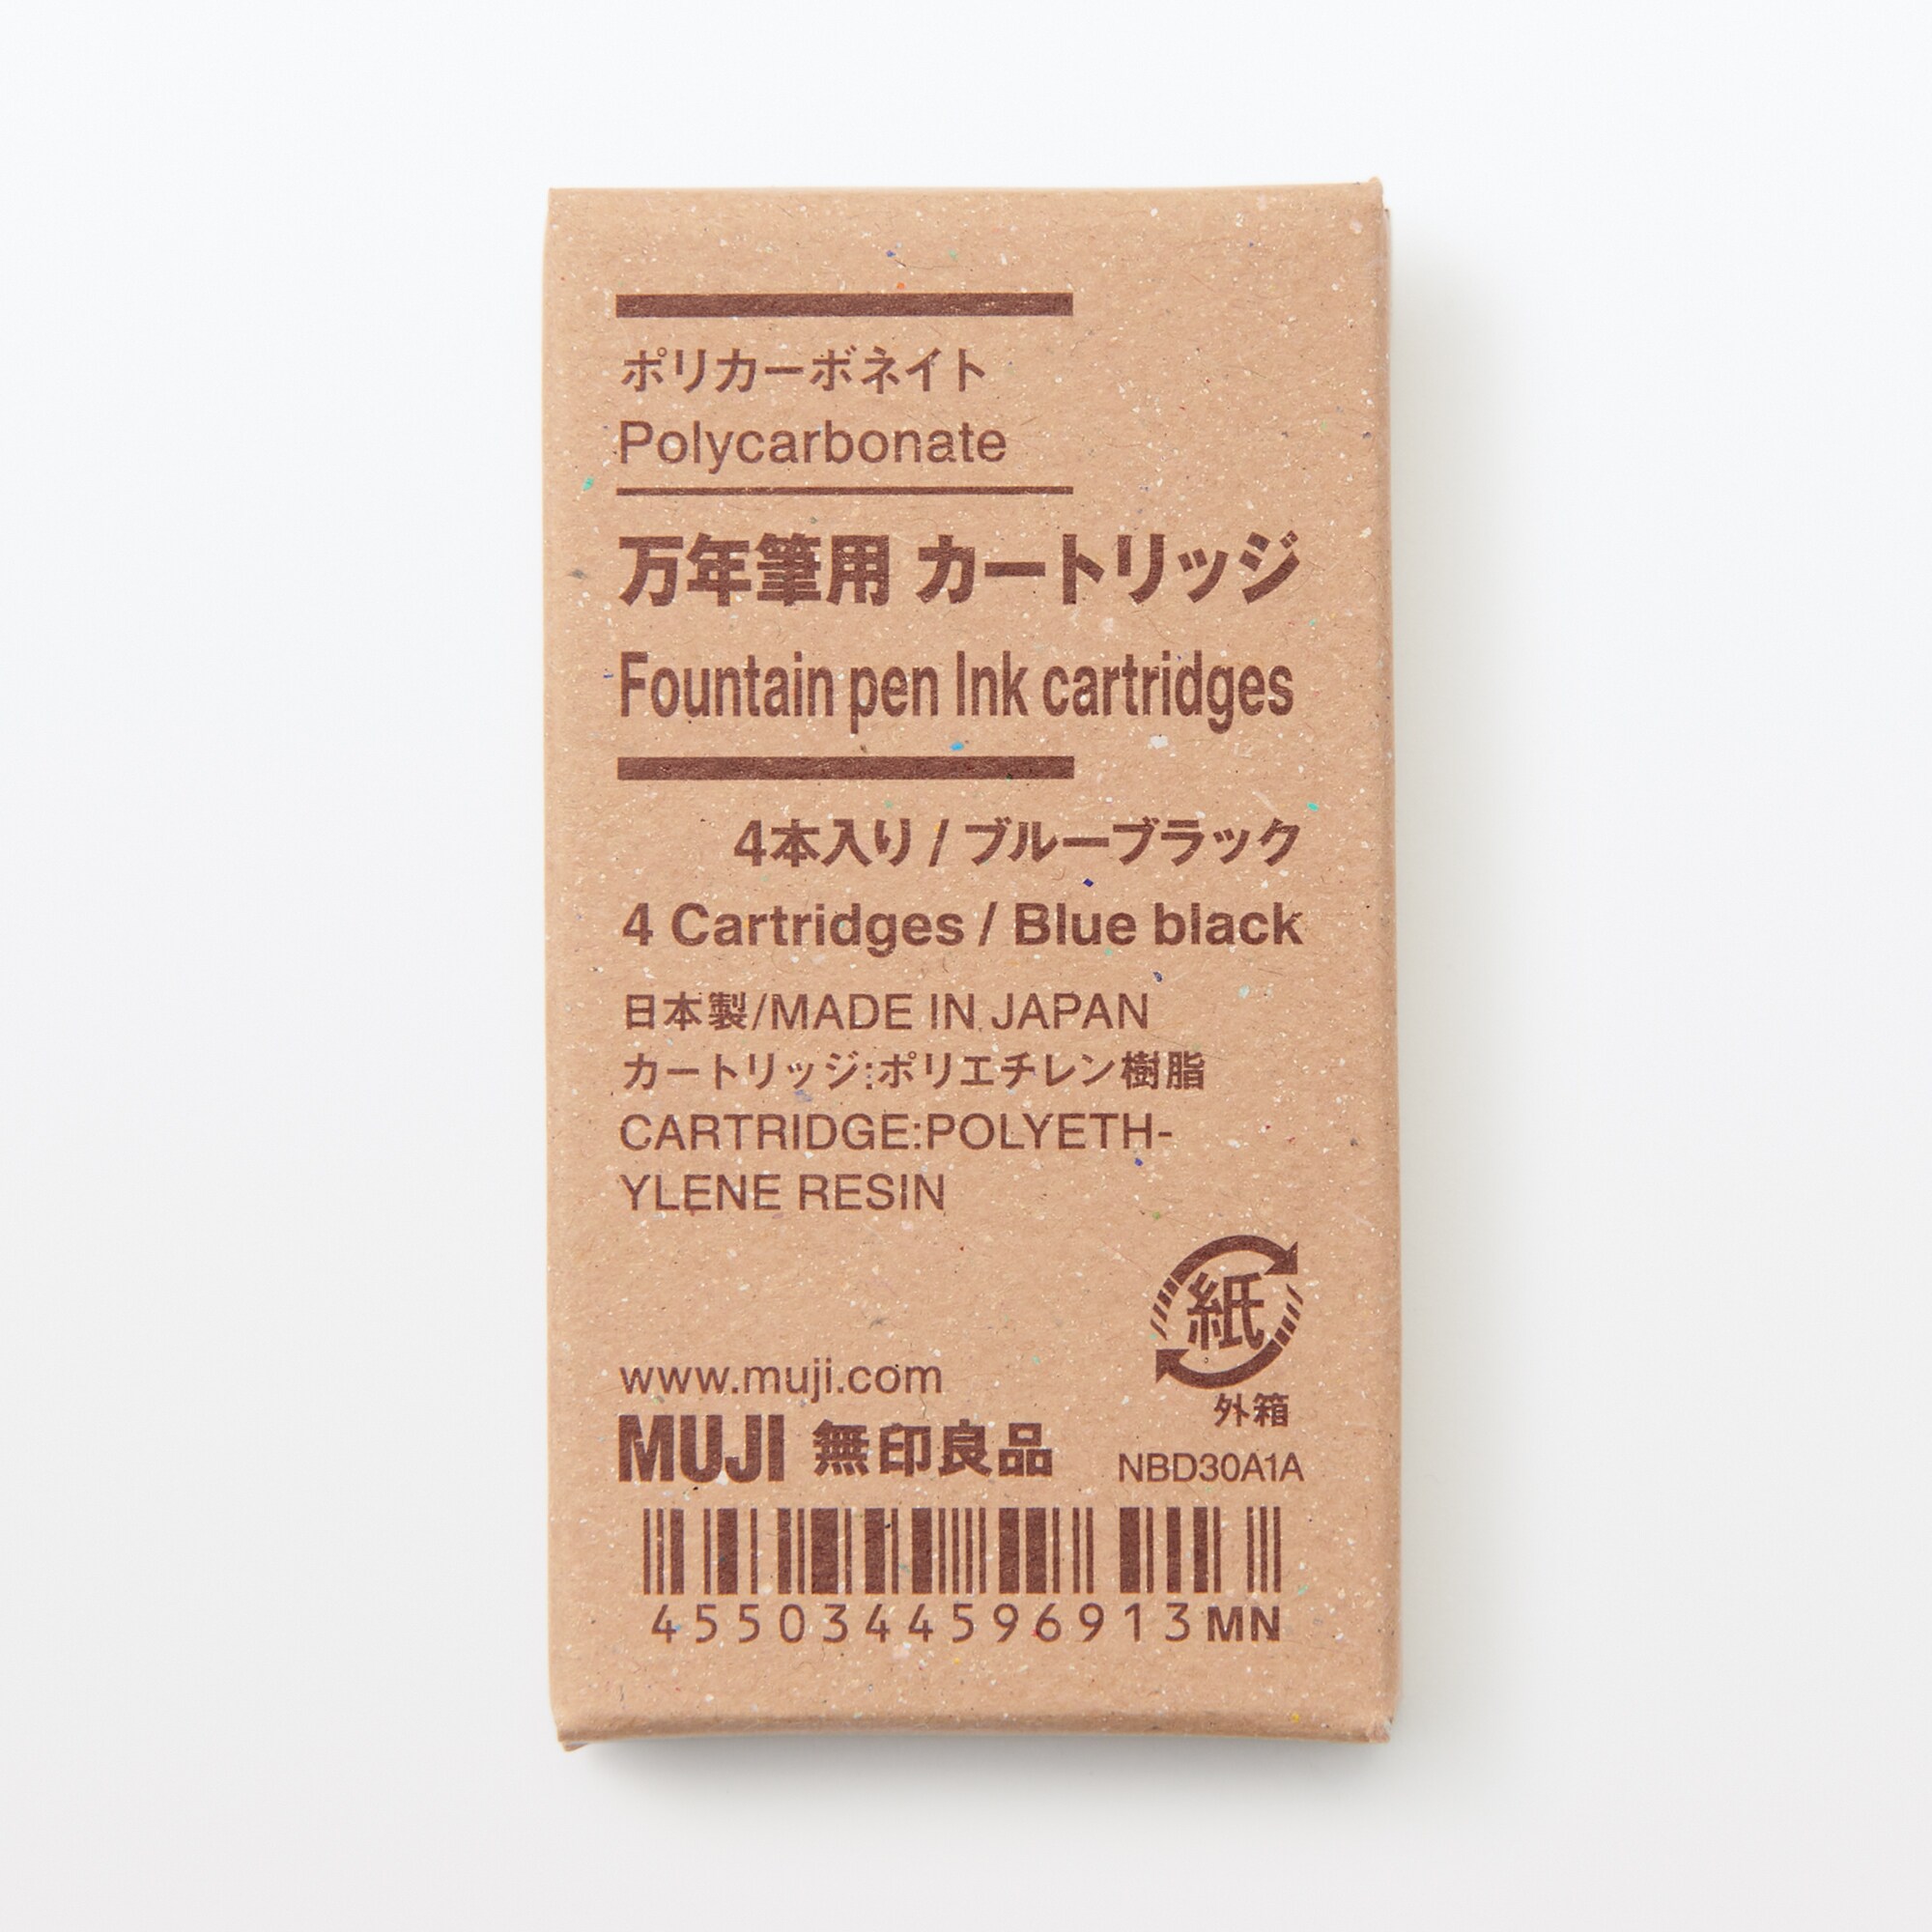 ポリカーボネイト
Polycarbonate
万年筆用 カートリッジ
Fountain pen Ink cartridges
4本入り / ブルーブラック
4 Cartridges / Blue black
日本製/MADE IN JAPAN
カートリッジ:ポリエチレン樹脂
CARTRIDGE:POLYETH-
YLENE RESIN
紙
外箱
www.muji.com
MUJI 無印良品
NBD30A1A
4550344596913MN